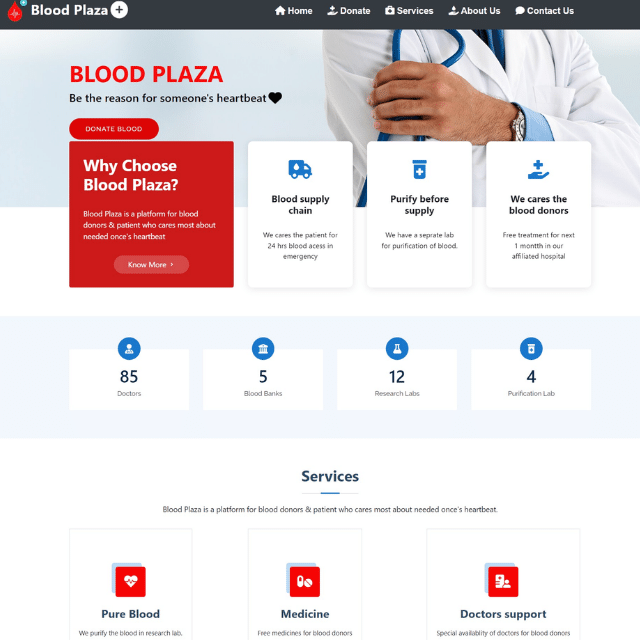 Blood Plaza
Home Donate Services About Us Contact Us
BLOOD PLAZA
Be the reason for someone's heartbeat
DONATE BLOOD
Why Choose
Blood Plaza?
Blood Plaza is a platform for blood
donors & patient who cares most about
needed once's heartbeat
Know More
Blood supply
chain
We cares the patient for
24 hrs blood acess in
emergency
Purify before
supply
We have a seprate lab
for purification of blood.
We cares the
blood donors
Free treatment for next
1 montth in our
affiliated hospital
85
Doctors
5
Blood Banks
12
Research Labs
4
Purification Lab
Services
Blood Plaza is a platform for blood donors & patient who cares most about needed once's heartbeat.
Pure Blood
We purify the blood in research lab.
Medicine
Free medicines for blood donors
Doctors support
Special availablity of doctors for blood donors